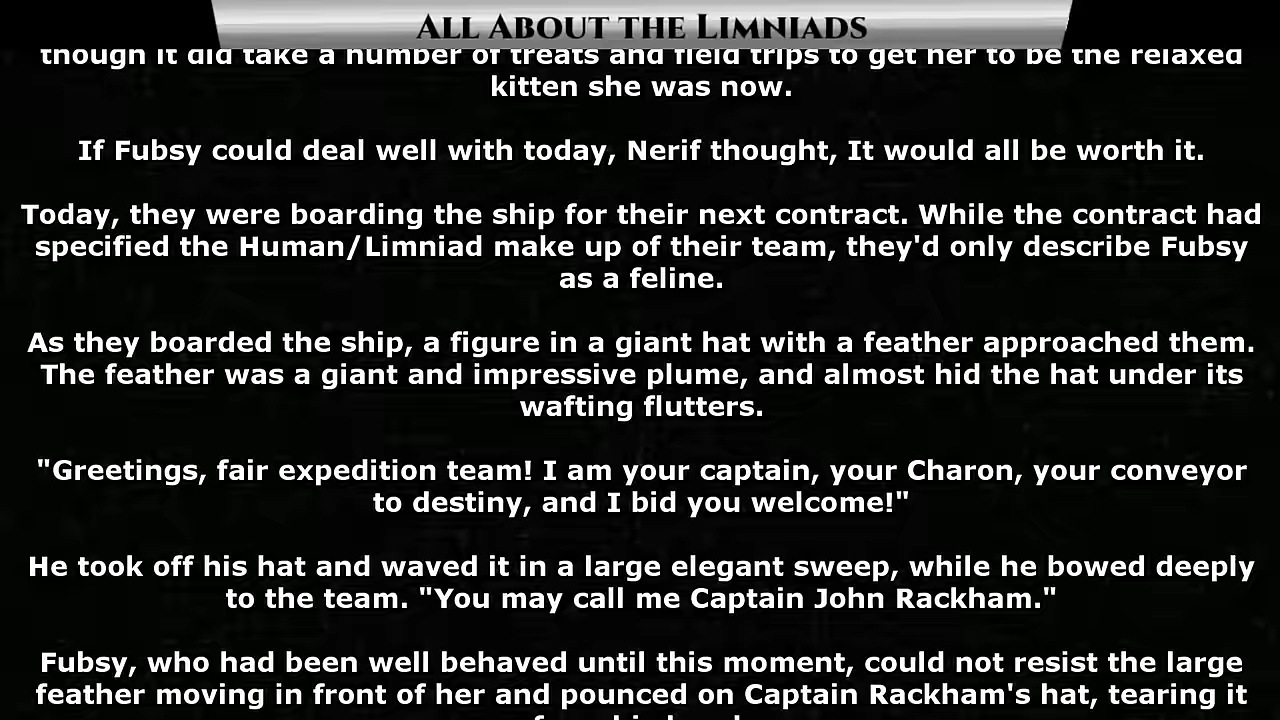 All About the Limniads
though it did take a number of treats and field trips to get her to be the relaxed
kitten she was now.
If Fubsy could deal well with today, Nerif thought, It would all be worth it.
Today, they were boarding the ship for their next contract. While the contract had
specified the Human/Limniad make up of their team, they'd only describe Fubsy
as a feline.
As they boarded the ship, a figure in a giant hat with a feather approached them.
The feather was a giant and impressive plume, and almost hid the hat under its
wafting flutters.
"Greetings, fair expedition team! I am your captain, your Charon, your conveyor
to destiny, and I bid you welcome!"
He took off his hat and waved it in a large elegant sweep, while he bowed deeply
to the team. "You may call me Captain John Rackham."
Fubsy, who had been well behaved until this moment, could not resist the large
feather moving in front of her and pounced on Captain Rackham's hat, tearing it